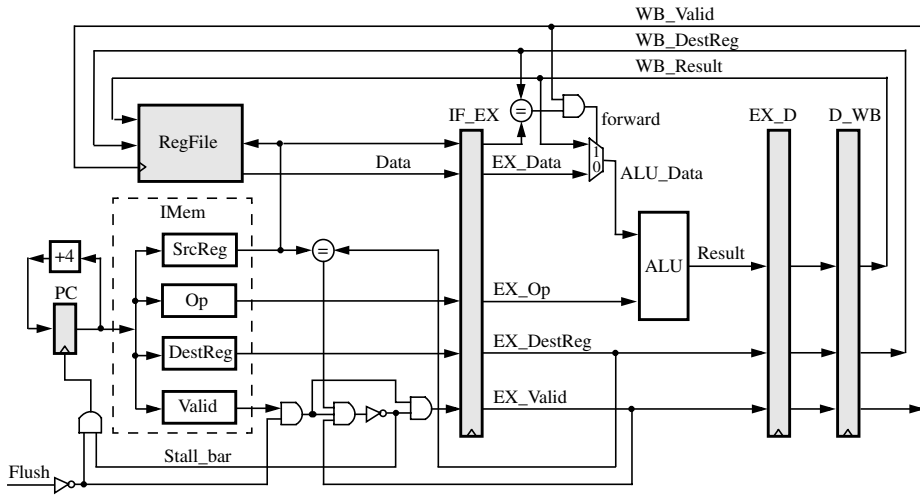 WB_Valid
WB_DestReg
WB_Result
IF_EX
EX_D
D_WB
=
forward
RegFile
Data
EX_Data
1
0
ALU_Data
IMem
SrcReg
=
+4
PC
ALU
Result
Op
EX_Op
DestReg
EX_DestReg
Valid
EX_Valid
Stall_bar
Flush